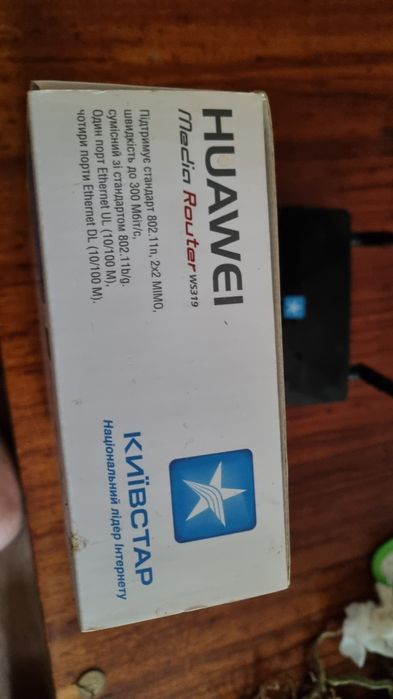 HUAWEI
Media Router WS319
Підтримує стандарт 802.11n, 2x2 MIMO,
швидкість до 300 Мбіт/с,
сумісний зі стандартом 802.11b/g.
Один порт Ethernet UL (10/100 M),
чотири порти Ethernet DL (10/100 M).
КИЇВСТАР
Національний лідер Інтернету